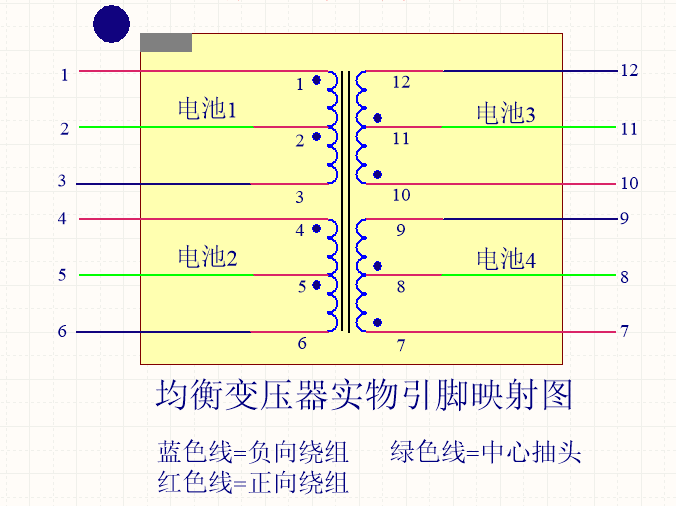 1 1 12 12
电池1 电池3
2 2 11 11
3 3 10 10
4 4 9 9
电池2 电池4
5 5 8 8
6 6 7 7
均衡变压器实物引脚映射图
蓝色线=负向绕组 绿色线=中心抽头
红色线=正向绕组